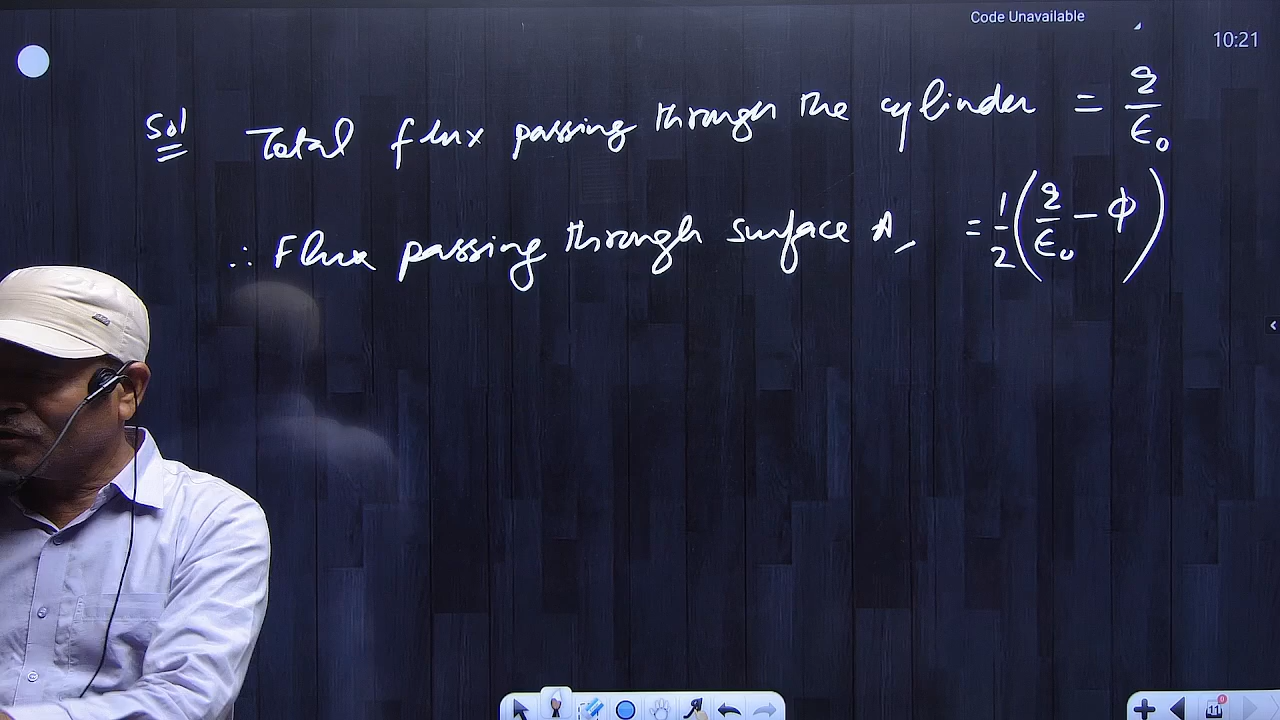 Code Unavailable
10:21
Sol Total flux passing through the cylinder = q/ϵ₀
∴ Flux passing through surface A, = 1/2 (q/ϵ₀ − ϕ)